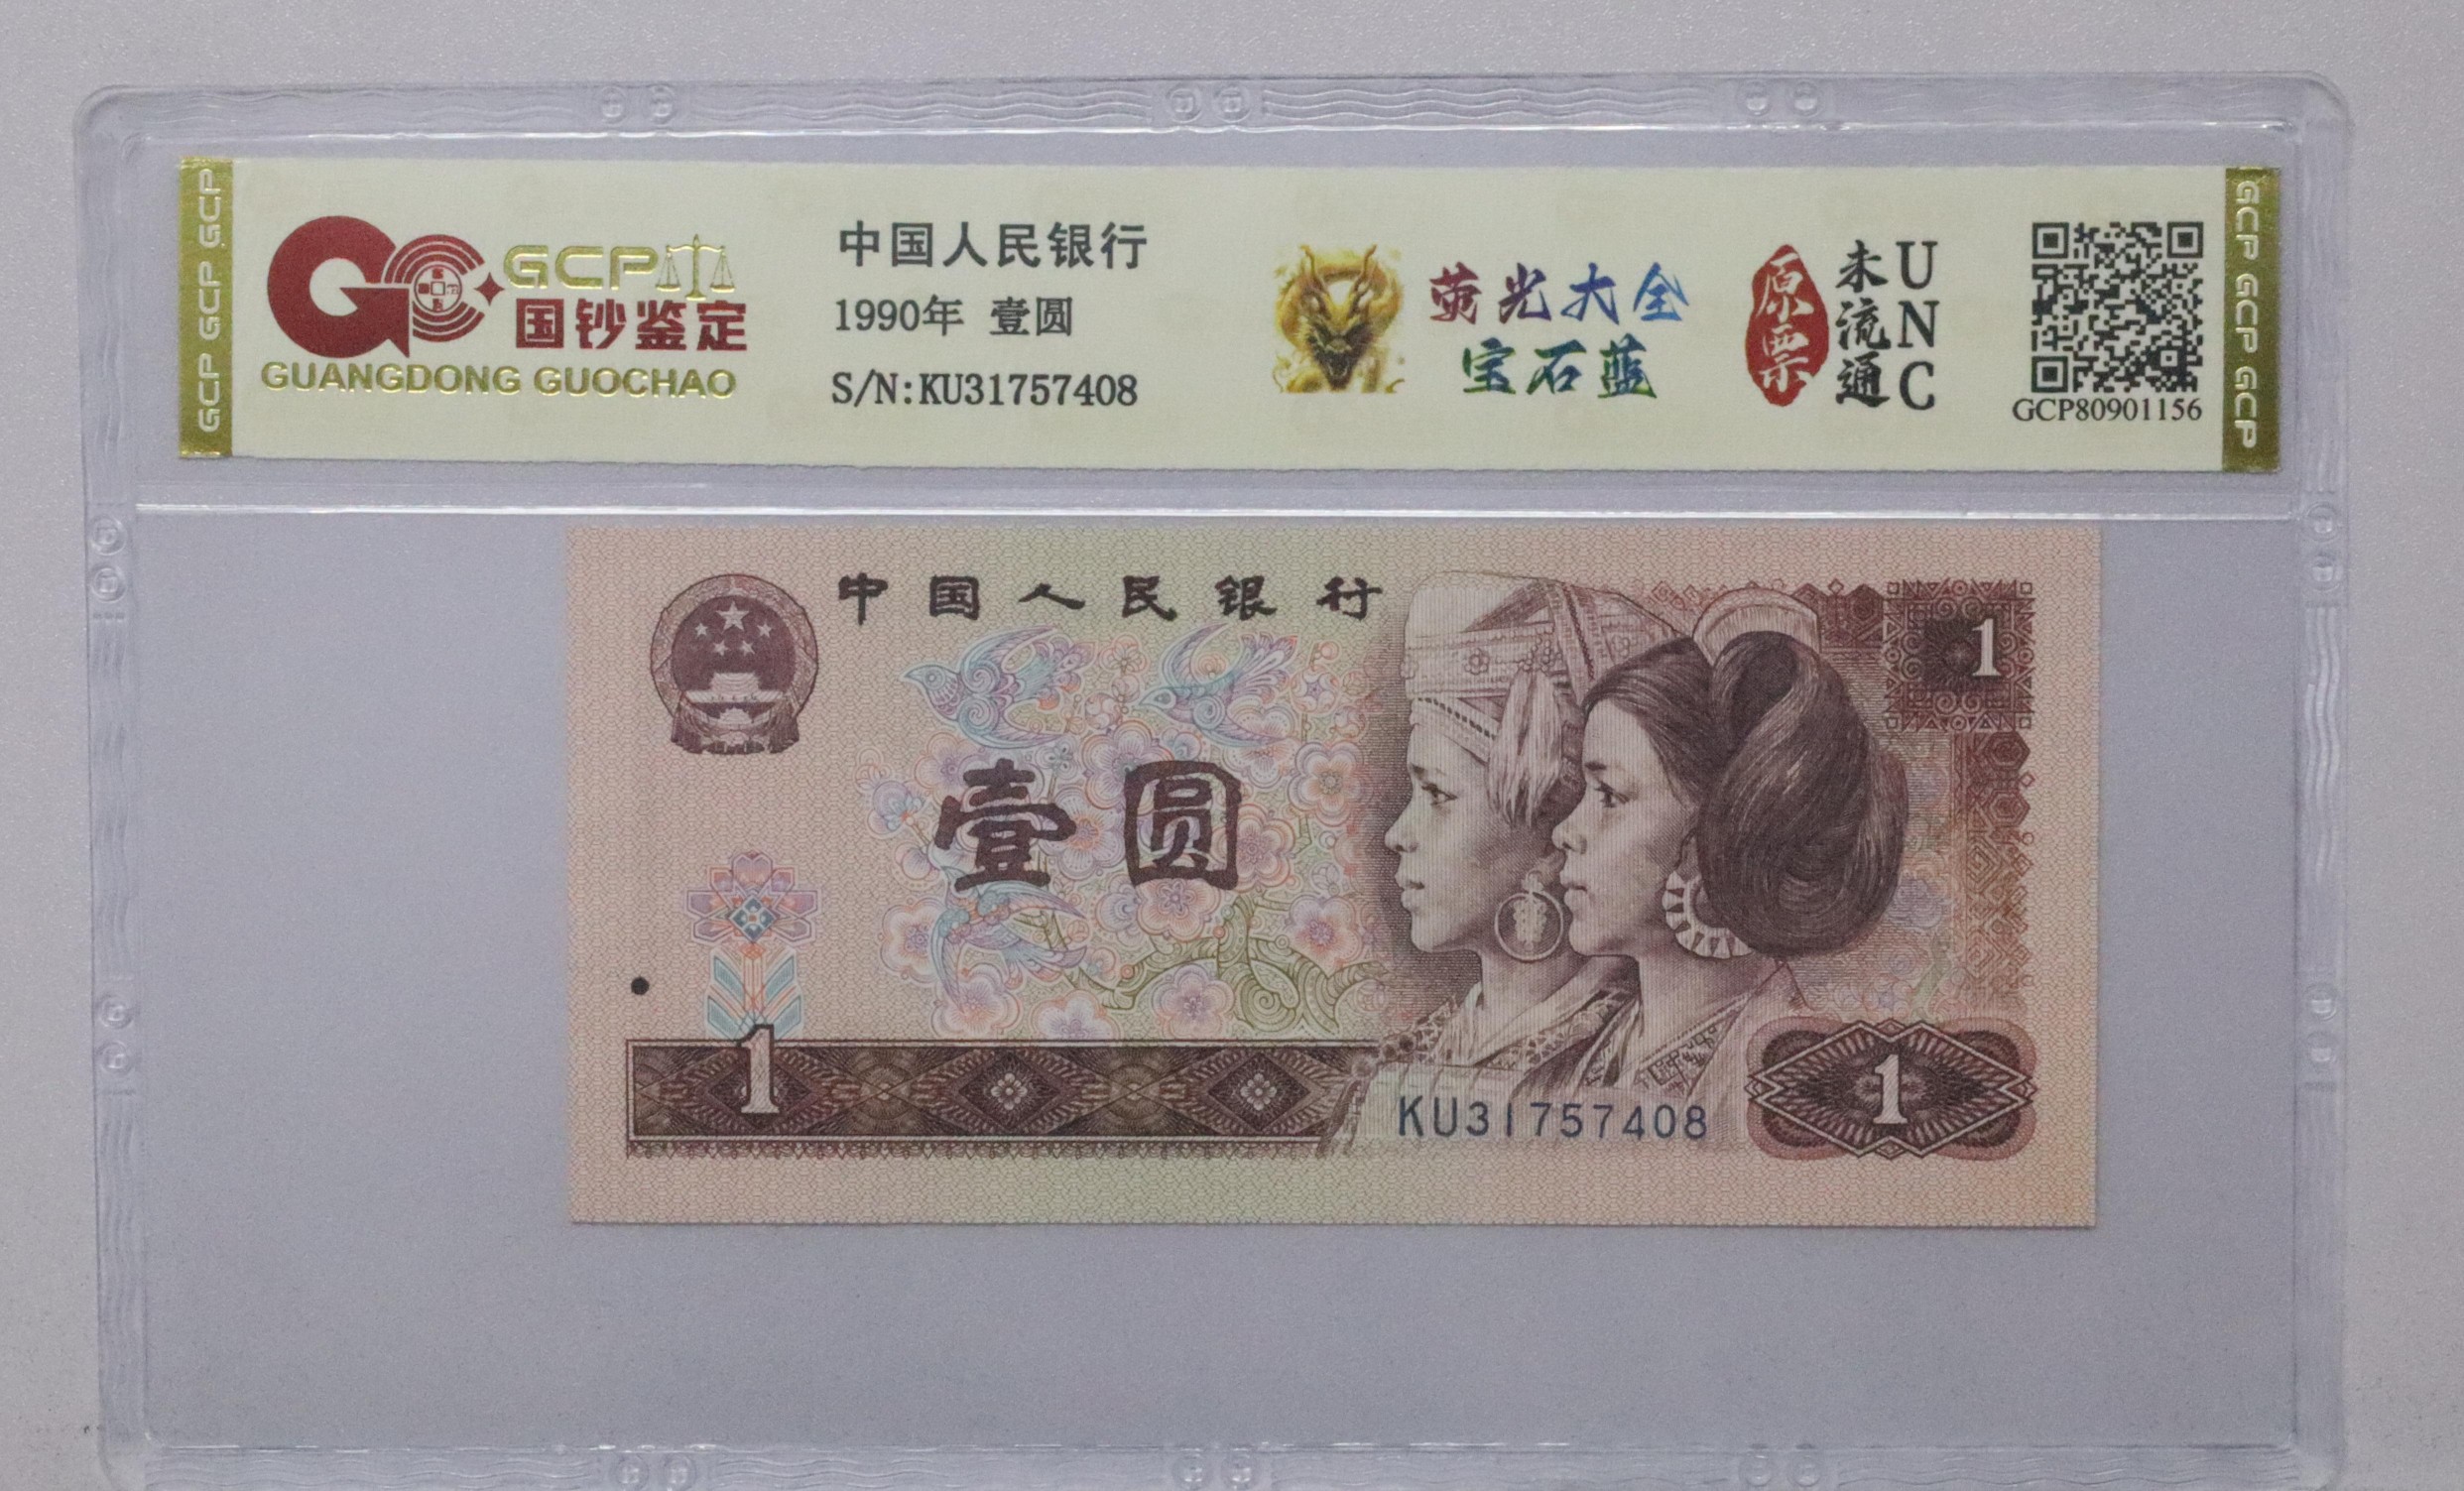 GCP GCP GCP
GCP
国钞鉴定
GUANGDONG GUOCHAO
中国人民银行
1990年 壹圆
S/N:KU31757408
荧光大全
宝石蓝
原票
未流通
UNC
GCP80901156
GCP GCP GCP
中国人民银行
1
壹圆
1
KU31757408
1